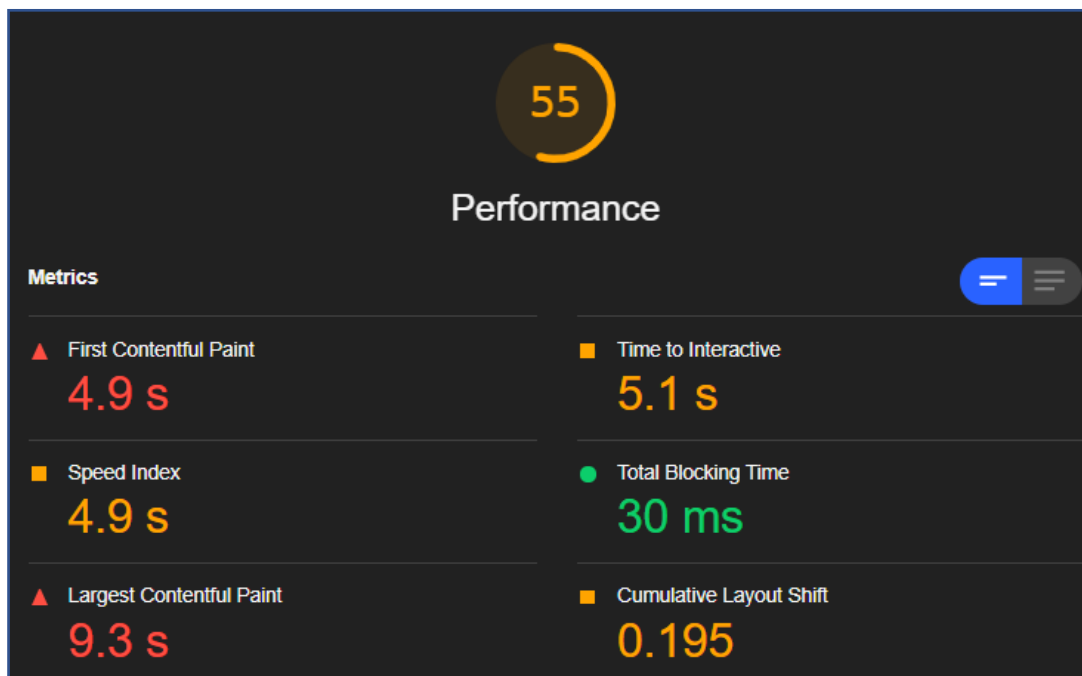 55
Performance
Metrics
First Contentful Paint
4.9 s
Time to Interactive
5.1 s
Speed Index
4.9 s
Total Blocking Time
30 ms
Largest Contentful Paint
9.3 s
Cumulative Layout Shift
0.195